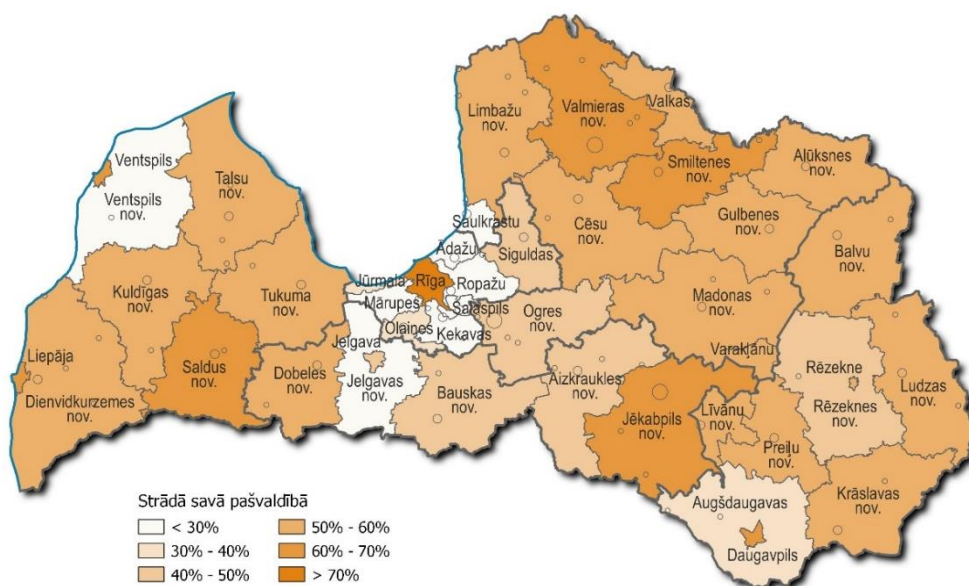 Ventspils
Ventspils
nov.
Talsu
nov.
Kuldīgas
nov.
Tukuma
nov.
Liepāja
Dienvidkurzemes
nov.
Saldus
nov.
Dobeles
nov.
Jelgava
Jelgavas
nov.
Jūrmala
Rīga
Mārupes
Olaines
Ķekavas
Salaspils
Ropažu
Ādažu
Saulkrastu
Siguldas
Limbažu
nov.
Valmieras
nov.
Valkas
nov.
Smiltenes
nov.
Alūksnes
nov.
Cēsu
nov.
Gulbenes
nov.
Balvu
nov.
Madonas
nov.
Varakļānu
Ogres
nov.
Bauskas
nov.
Aizkraukles
nov.
Jēkabpils
nov.
Līvānu
nov.
Preiļu
nov.
Rēzekne
Rēzeknes
nov.
Ludzas
nov.
Krāslavas
nov.
Augšdaugavas
nov.
Daugavpils
Strādā savā pašvaldībā
< 30%
30% - 40%
40% - 50%
50% - 60%
60% - 70%
> 70%